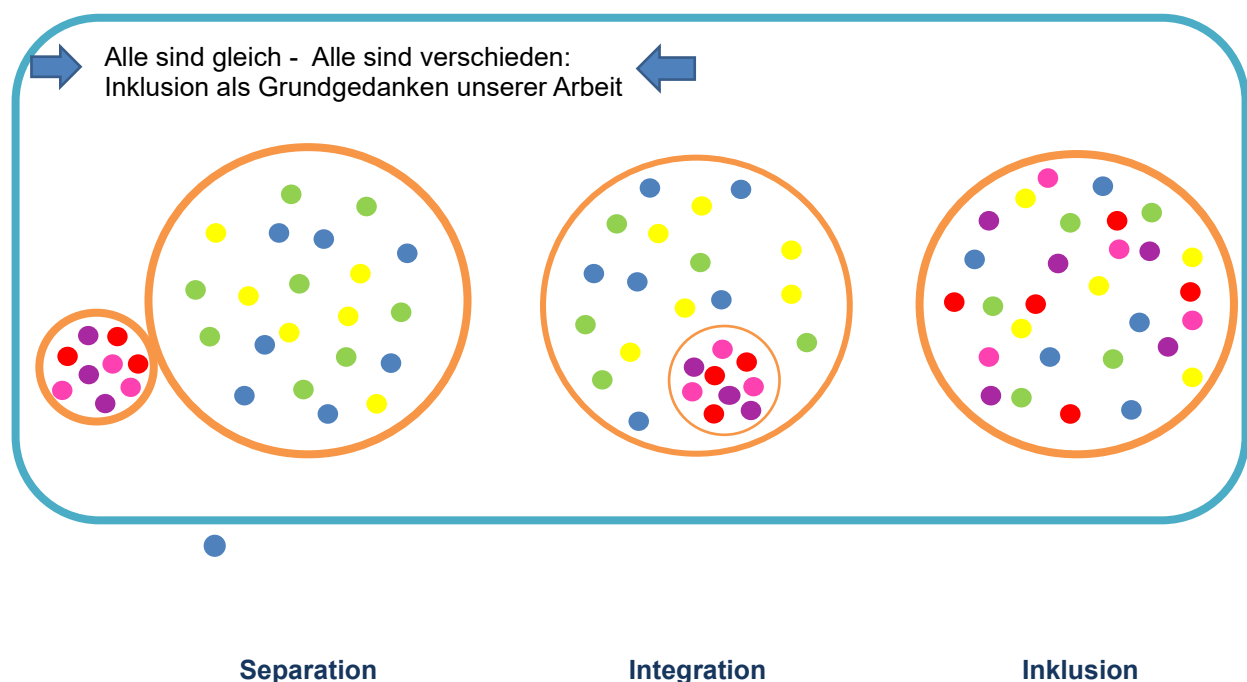 Alle sind gleich - Alle sind verschieden:
Inklusion als Grundgedanken unserer Arbeit
Separation
Integration
Inklusion